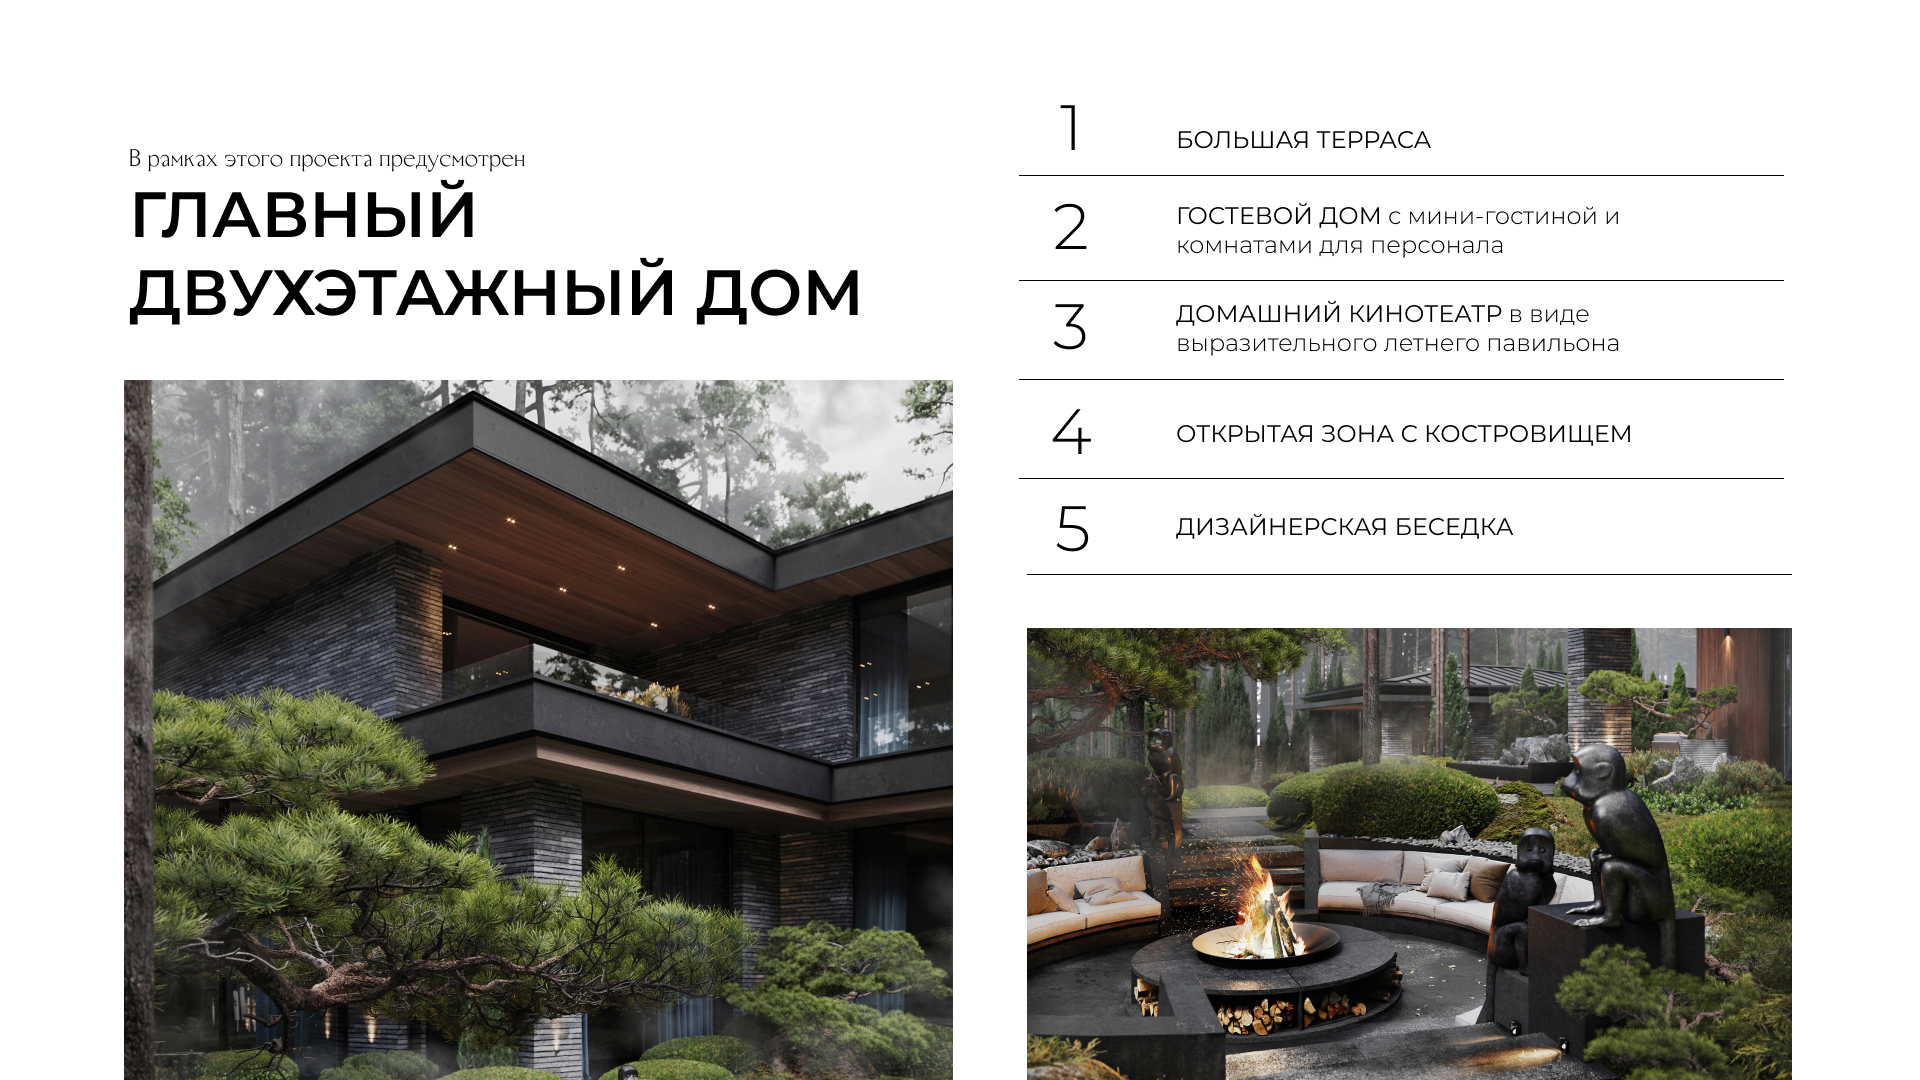 В рамках этого проекта предусмотрен
ГЛАВНЫЙ
ДВУХЭТАЖНЫЙ ДОМ
1
БОЛЬШАЯ ТЕРРАСА
2
ГОСТЕВОЙ ДОМ с мини-гостиной и
комнатами для персонала
3
ДОМАШНИЙ КИНОТЕАТР в виде
выразительного летнего павильона
4
ОТКРЫТАЯ ЗОНА С КОСТРОВИЩЕМ
5
ДИЗАЙНЕРСКАЯ БЕСЕДКА